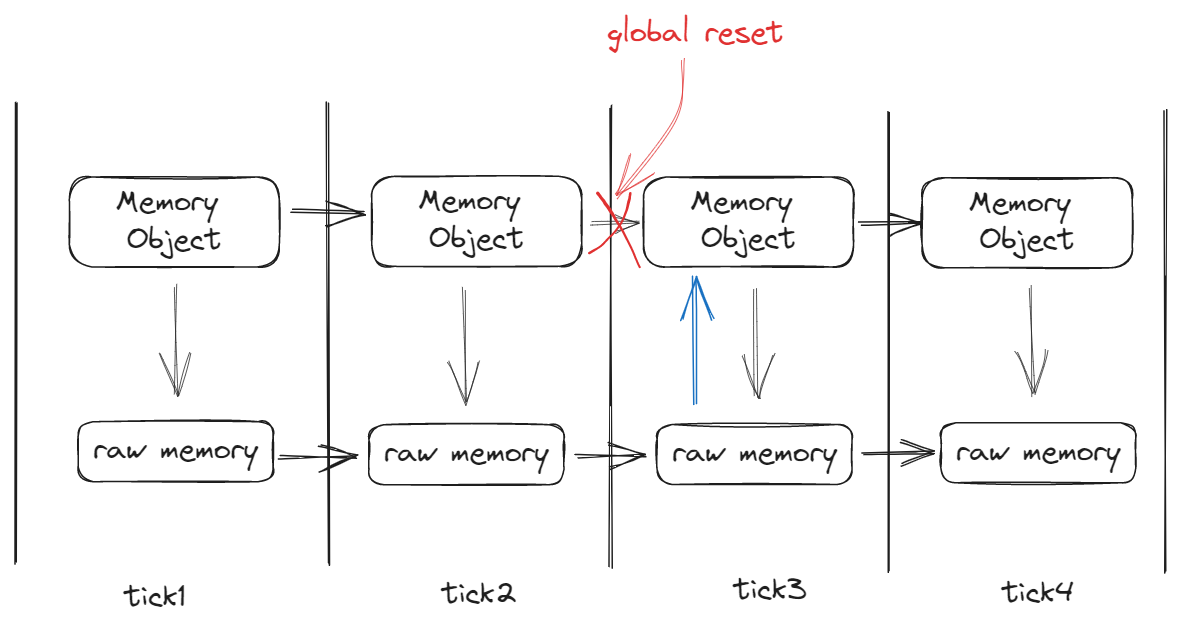 global reset
Memory
Object
Memory
Object
Memory
Object
Memory
Object
raw memory
raw memory
raw memory
raw memory
tick1
tick2
tick3
tick4